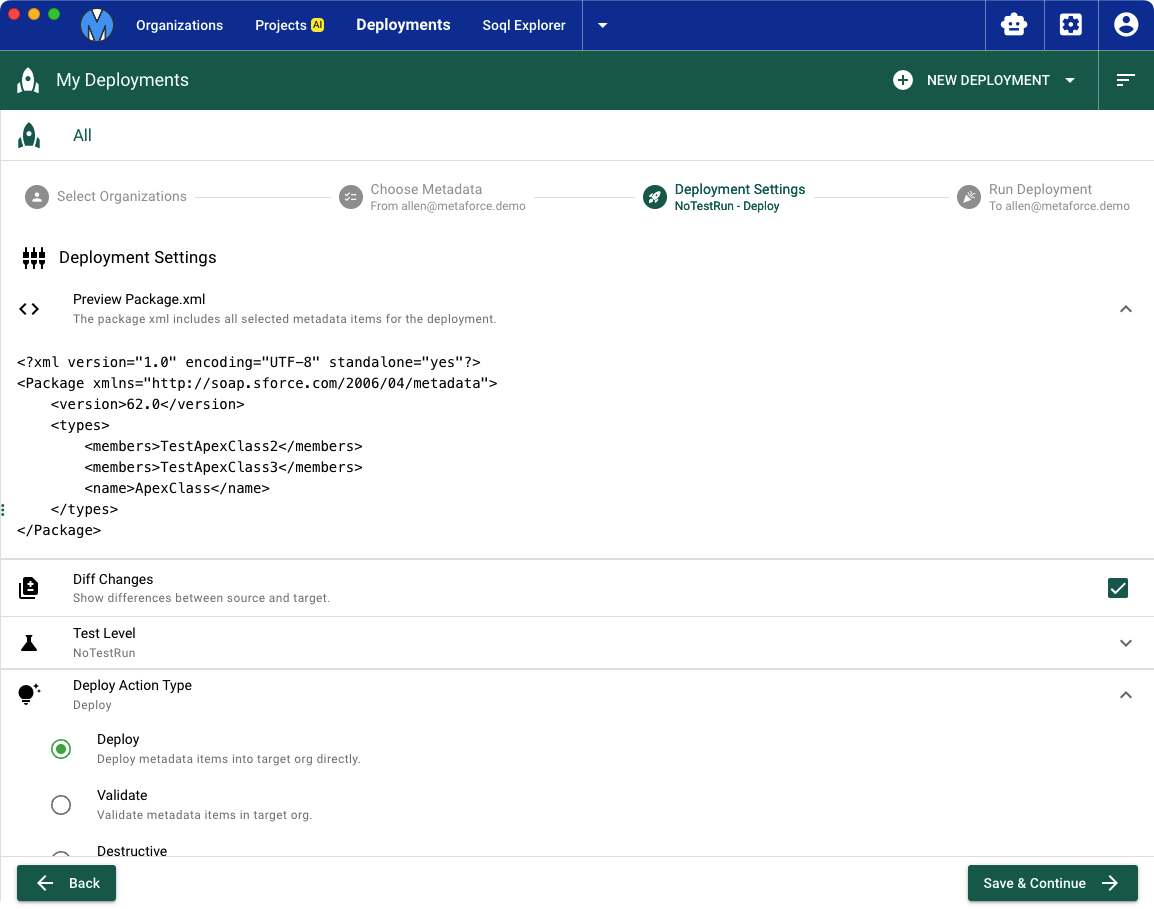 Organizations
Projects AI
Deployments
Soql Explorer
My Deployments
NEW DEPLOYMENT
All
Select Organizations
Choose Metadata
From allen@metaforce.demo
Deployment Settings
NoTestRun - Deploy
Run Deployment
To allen@metaforce.demo
Deployment Settings
Preview Package.xml
The package xml includes all selected metadata items for the deployment.
<?xml version="1.0" encoding="UTF-8" standalone="yes"?>
<Package xmlns="http://soap.sforce.com/2006/04/metadata">
    <version>62.0</version>
    <types>
        <members>TestApexClass2</members>
        <members>TestApexClass3</members>
        <name>ApexClass</name>
    </types>
</Package>
Diff Changes
Show differences between source and target.
Test Level
NoTestRun
Deploy Action Type
Deploy
Deploy
Deploy metadata items into target org directly.
Validate
Validate metadata items in target org.
Destructive
Back
Save & Continue